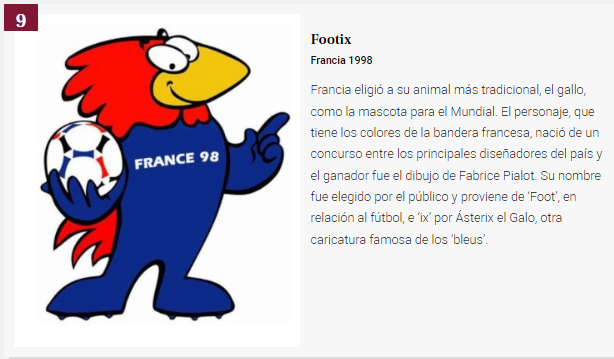 9
Footix
Francia 1998
Francia eligió a su animal más tradicional, el gallo,
como la mascota para el Mundial. El personaje, que
tiene los colores de la bandera francesa, nació de un
concurso entre los principales diseñadores del país y
el ganador fue el dibujo de Fabrice Pialot. Su nombre
fue elegido por el público y proviene de ‘Foot’, en
relación al fútbol, e ‘ix’ por Ásterix el Galo, otra
caricatura famosa de los ‘bleus’.
FRANCE 98